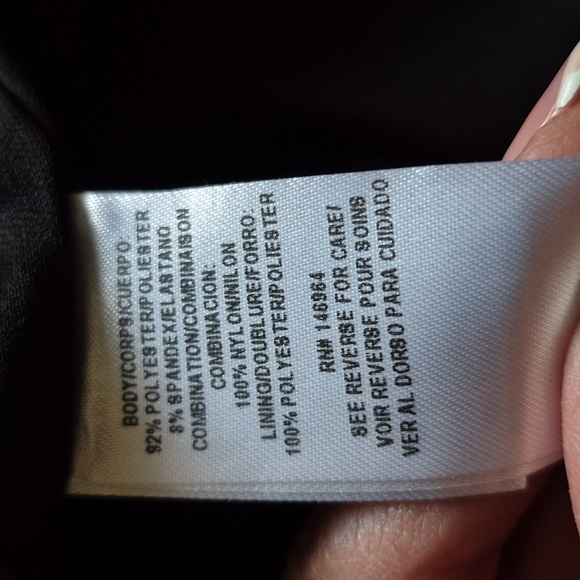 BODY/CORPS/CUERPO:
92% POLYESTER/POLIESTER
8% SPANDEX/ELASTANO
COMBINATION/COMBINAISON
COMBINACION:
100% NYLON/NILON
LINING/DOUBLURE/FORRO:
100% POLYESTER/POLIESTER
RN# 146964
SEE REVERSE FOR CARE/
VOIR REVERSE POUR SOINS
VER AL DORSO PARA CUIDADO